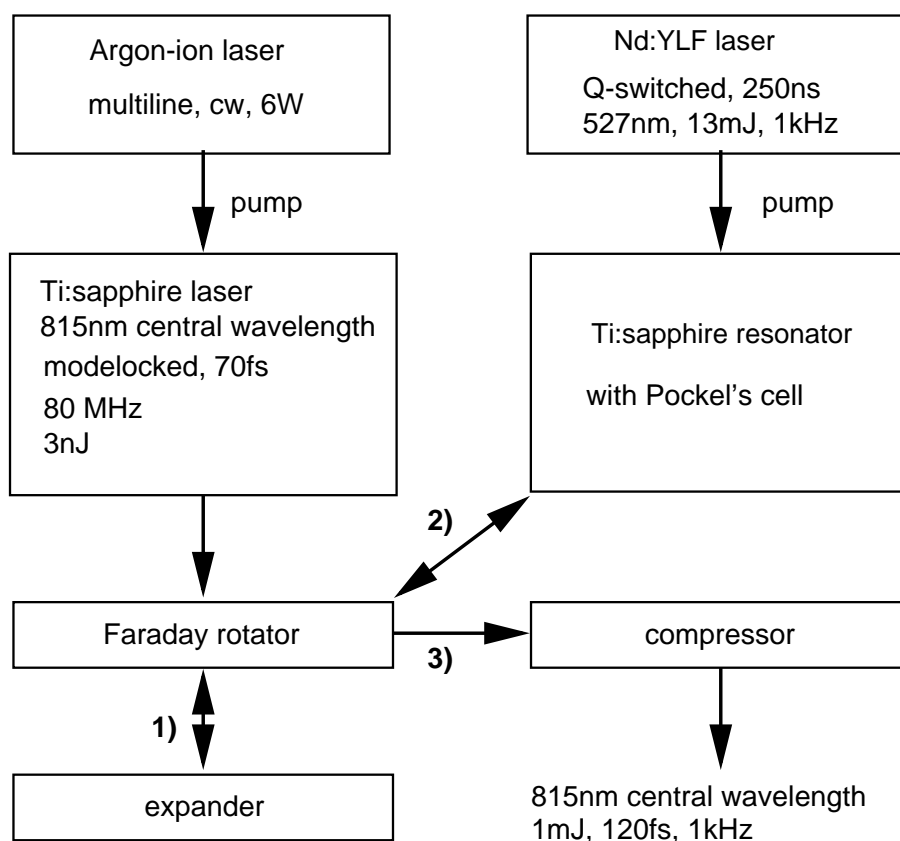 Argon-ion laser
multiline, cw, 6W
Nd:YLF laser
Q-switched, 250ns
527nm, 13mJ, 1kHz
pump
pump
Ti:sapphire laser
815nm central wavelength
modelocked, 70fs
80 MHz
3nJ
Ti:sapphire resonator
with Pockel's cell
2)
Faraday rotator
3)
compressor
1)
expander
815nm central wavelength
1mJ, 120fs, 1kHz